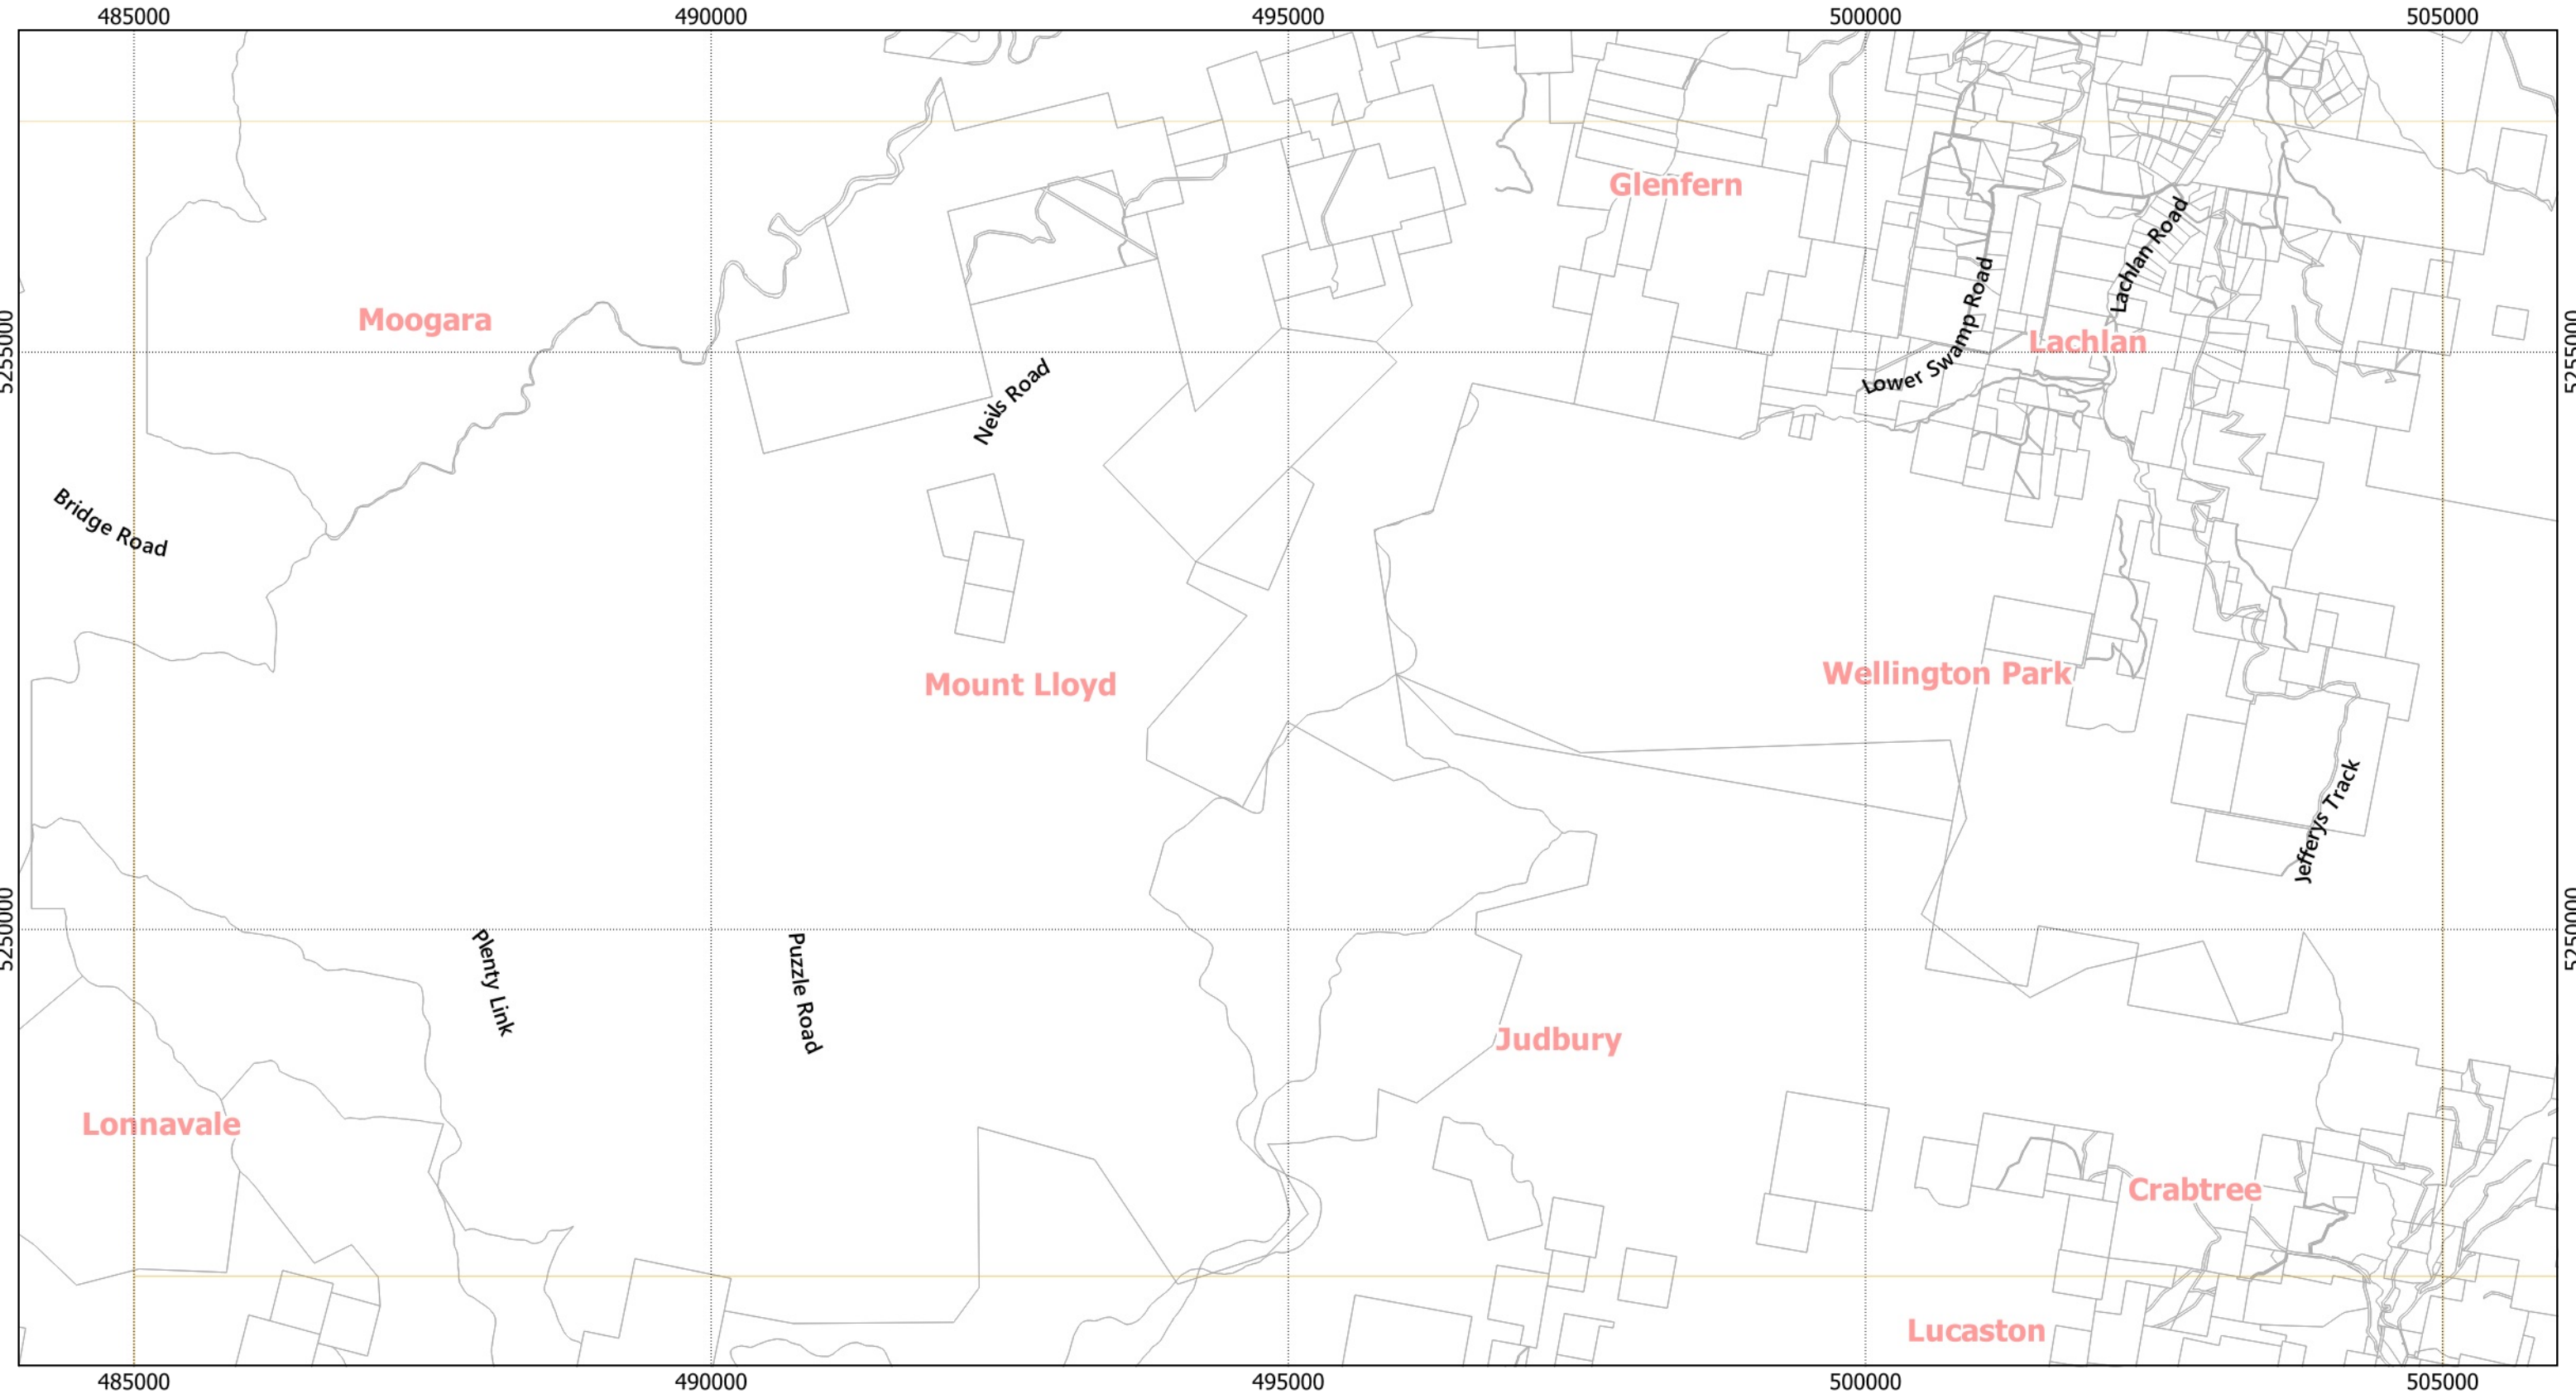 485000 490000 495000 500000 505000
Glenfern
Lachlan Road
Moogara
Lower Swamp Road
Lachlan
5255000
5255000
Neils Road
Bridge Road
Wellington Park
Mount Lloyd
Jefferys Track
5250000
5250000
Plenty Link
Puzzle Road
Judbury
Lonnavale
Crabtree
Lucaston
485000 490000 495000 500000 505000